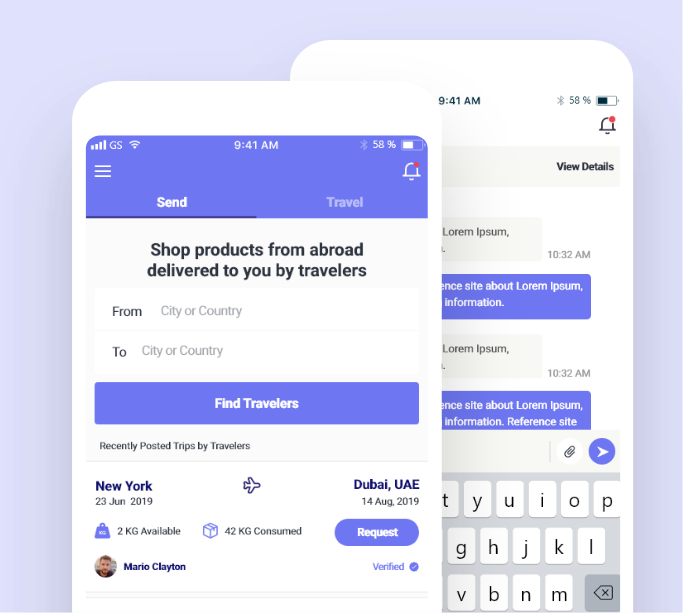 GS 9:41 AM 58 %
Send Travel
Shop products from abroad
delivered to you by travelers
From City or Country
To City or Country
Find Travelers
Recently Posted Trips by Travelers
New York Dubai, UAE
23 Jun 2019 14 Aug, 2019
KG 2 KG Available 42 KG Consumed Request
Mario Clayton Verified
9:41 AM 58 %
View Details
Lorem Ipsum,
10:32 AM
ence site about Lorem Ipsum,
information.
Lorem Ipsum,
10:32 AM
ence site about Lorem Ipsum,
information. Reference site
t y u i o p
g h j k l
v b n m